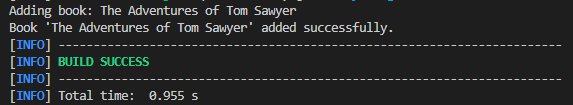 Adding book: The Adventures of Tom Sawyer
Book 'The Adventures of Tom Sawyer' added successfully.
[INFO] ------------------------------------------------------------------------
[INFO] BUILD SUCCESS
[INFO] ------------------------------------------------------------------------
[INFO] Total time:  0.955 s